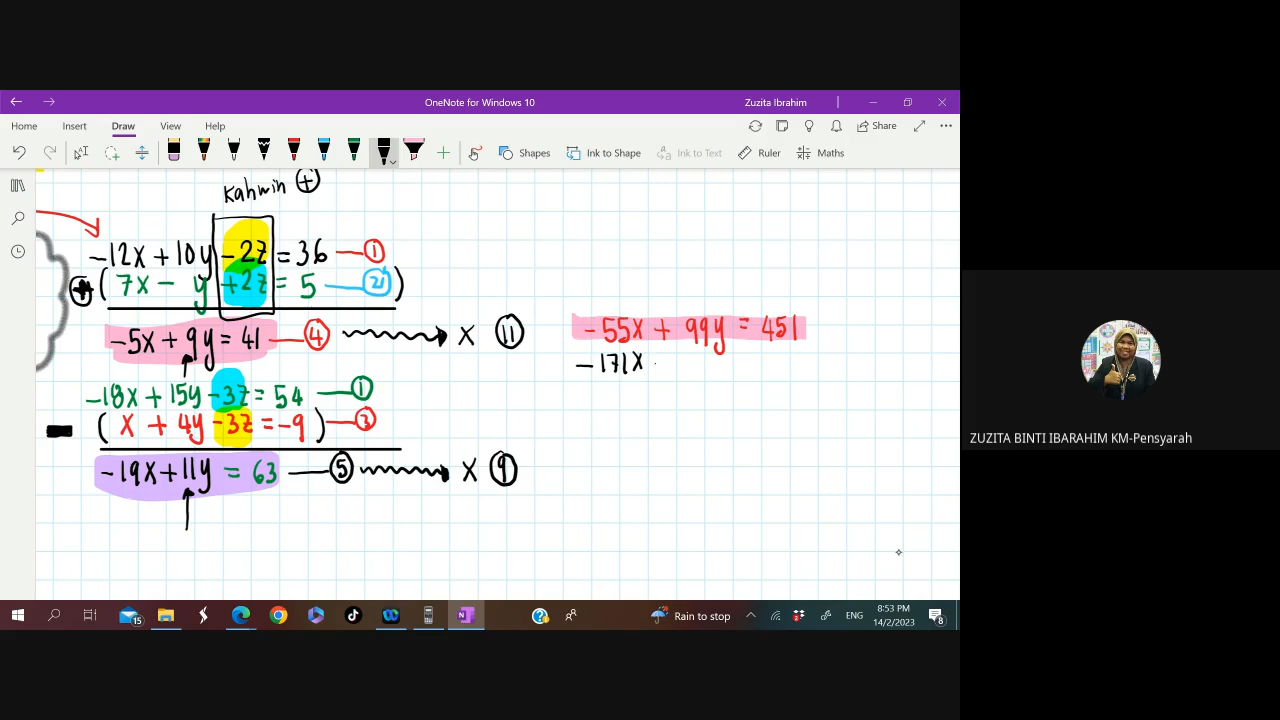 OneNote for Windows 10
Zuzita Ibrahim
Home Insert Draw View Help
Share
Shapes Ink to Shape Ink to Text Ruler Maths
Kahwin +
-12x + 10y -2z = 36 — ①
+ ( 7x - y +2z = 5 — ② )
-5x + 9y = 41 — ④ x ⑪
-18x + 15y -3z = 54 — ①
- ( x + 4y -3z = -9 ) — ③
-19x + 11y = 63 — ⑤ x ⑨
-55x + 99y = 451
-171x
ZUZITA BINTI IBARAHIM KM-Pensyarah
15
Rain to stop
ENG
8:53 PM
14/2/2023
8